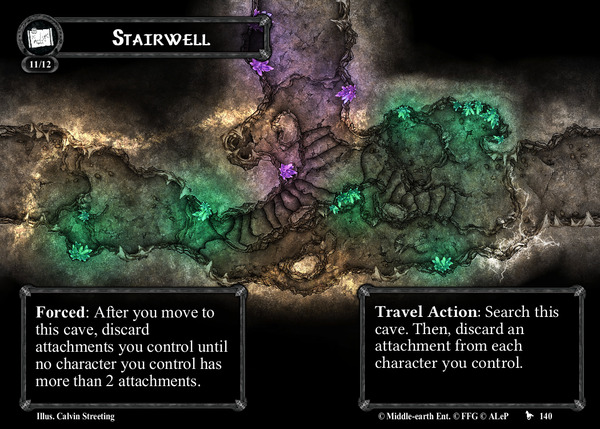 Stairwell
11/12
Forced: After you move to
this cave, discard
attachments you control until
no character you control has
more than 2 attachments.
Travel Action: Search this
cave. Then, discard an
attachment from each
character you control.
Illus. Calvin Streeting
© Middle-earth Ent. © FFG © ALeP 140